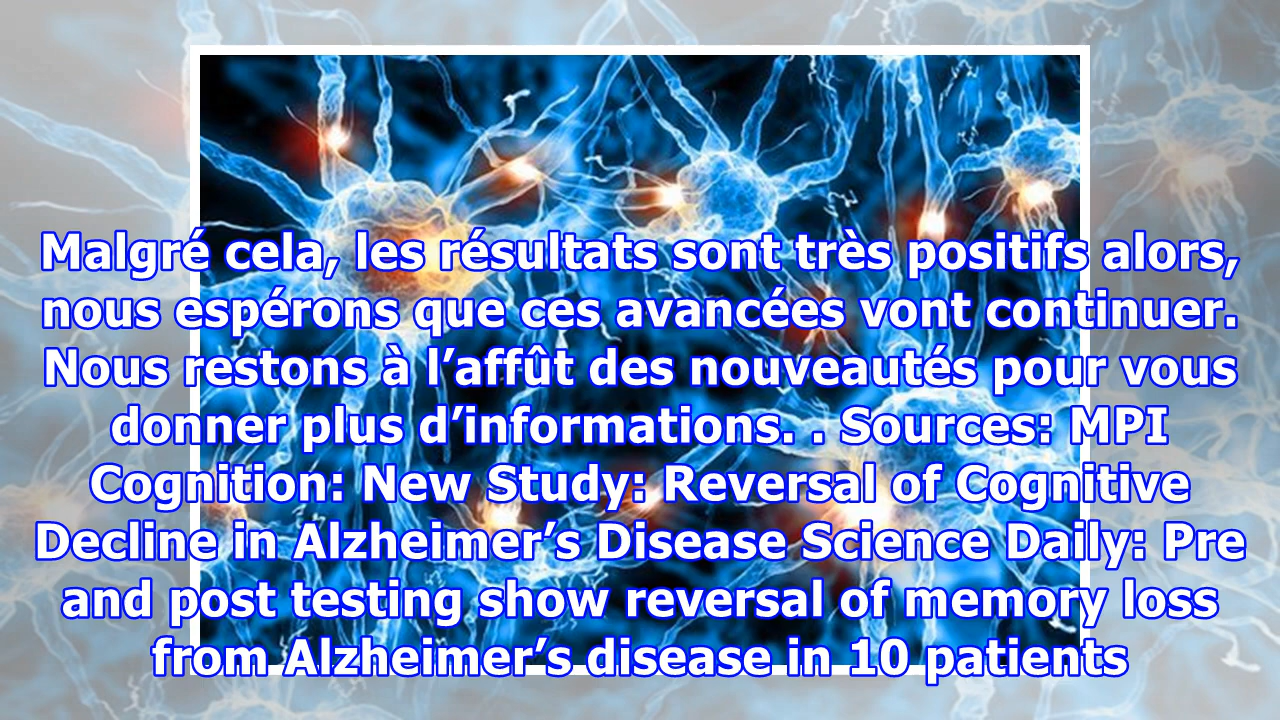 Malgré cela, les résultats sont très positifs alors,
nous espérons que ces avancées vont continuer.
Nous restons à l’affût des nouveautés pour vous
donner plus d’informations. . Sources: MPI
Cognition: New Study: Reversal of Cognitive
Decline in Alzheimer’s Disease Science Daily: Pre
and post testing show reversal of memory loss
from Alzheimer’s disease in 10 patients